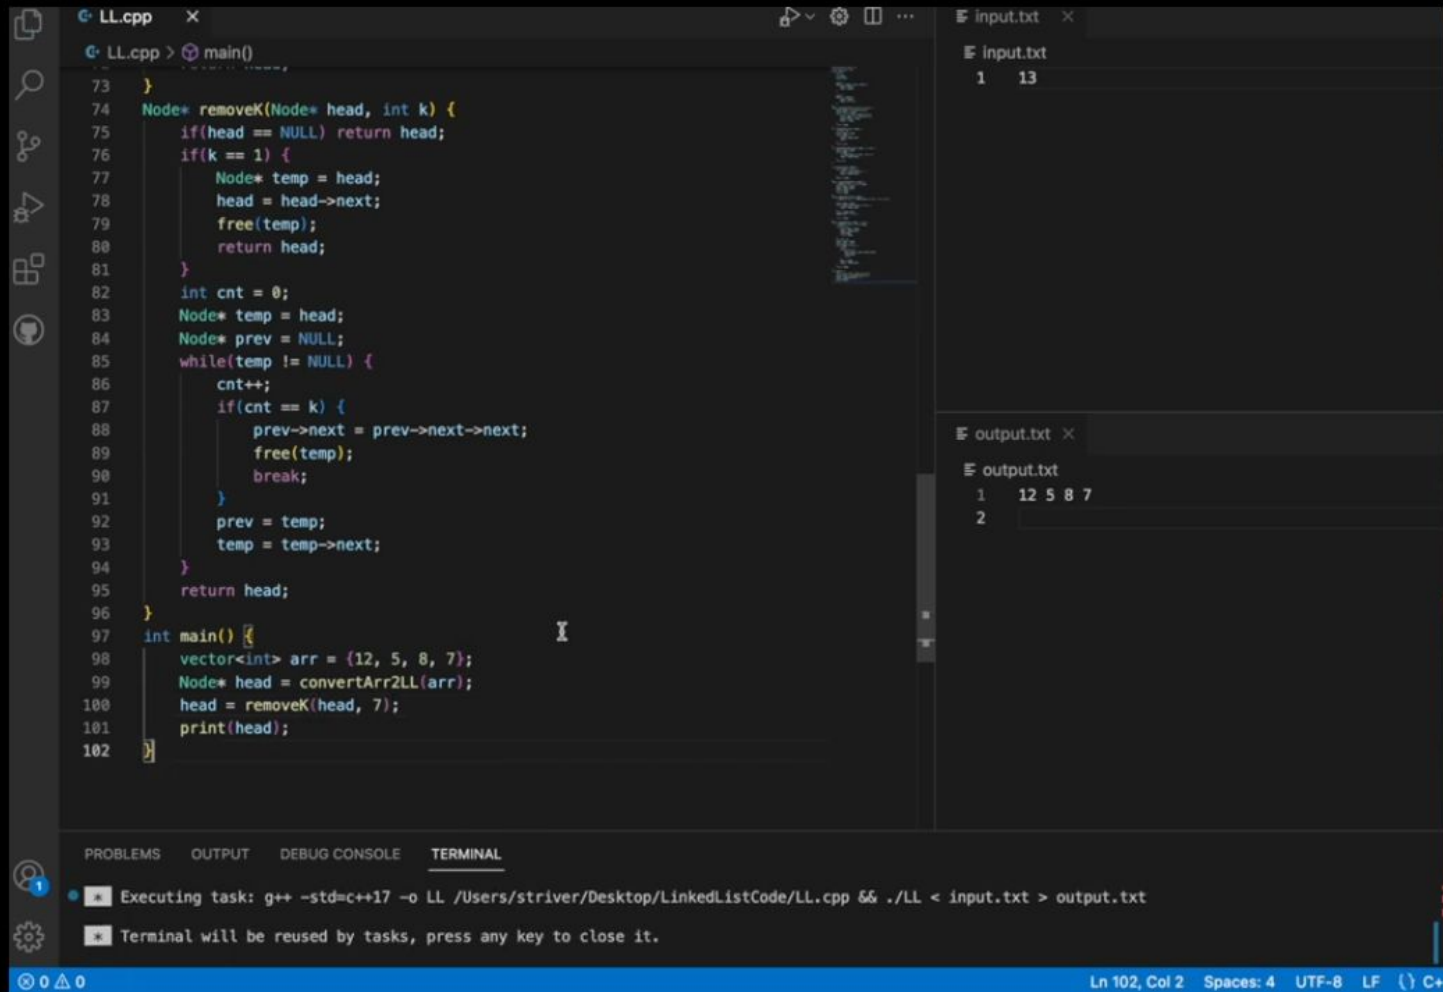 LL.cpp
LL.cpp > main()
73 }
74 Node* removeK(Node* head, int k) {
75 if(head == NULL) return head;
76 if(k == 1) {
77 Node* temp = head;
78 head = head->next;
79 free(temp);
80 return head;
81 }
82 int cnt = 0;
83 Node* temp = head;
84 Node* prev = NULL;
85 while(temp != NULL) {
86 cnt++;
87 if(cnt == k) {
88 prev->next = prev->next->next;
89 free(temp);
90 break;
91 }
92 prev = temp;
93 temp = temp->next;
94 }
95 return head;
96 }
97 int main() {
98 vector<int> arr = {12, 5, 8, 7};
99 Node* head = convertArr2LL(arr);
100 head = removeK(head, 7);
101 print(head);
102 }
input.txt
input.txt
1 13
output.txt
output.txt
1 12 5 8 7
2
PROBLEMS OUTPUT DEBUG CONSOLE TERMINAL
1
* Executing task: g++ -std=c++17 -o LL /Users/striver/Desktop/LinkedListCode/LL.cpp && ./LL < input.txt > output.txt
* Terminal will be reused by tasks, press any key to close it.
0 0 Ln 102, Col 2 Spaces: 4 UTF-8 LF {} C+